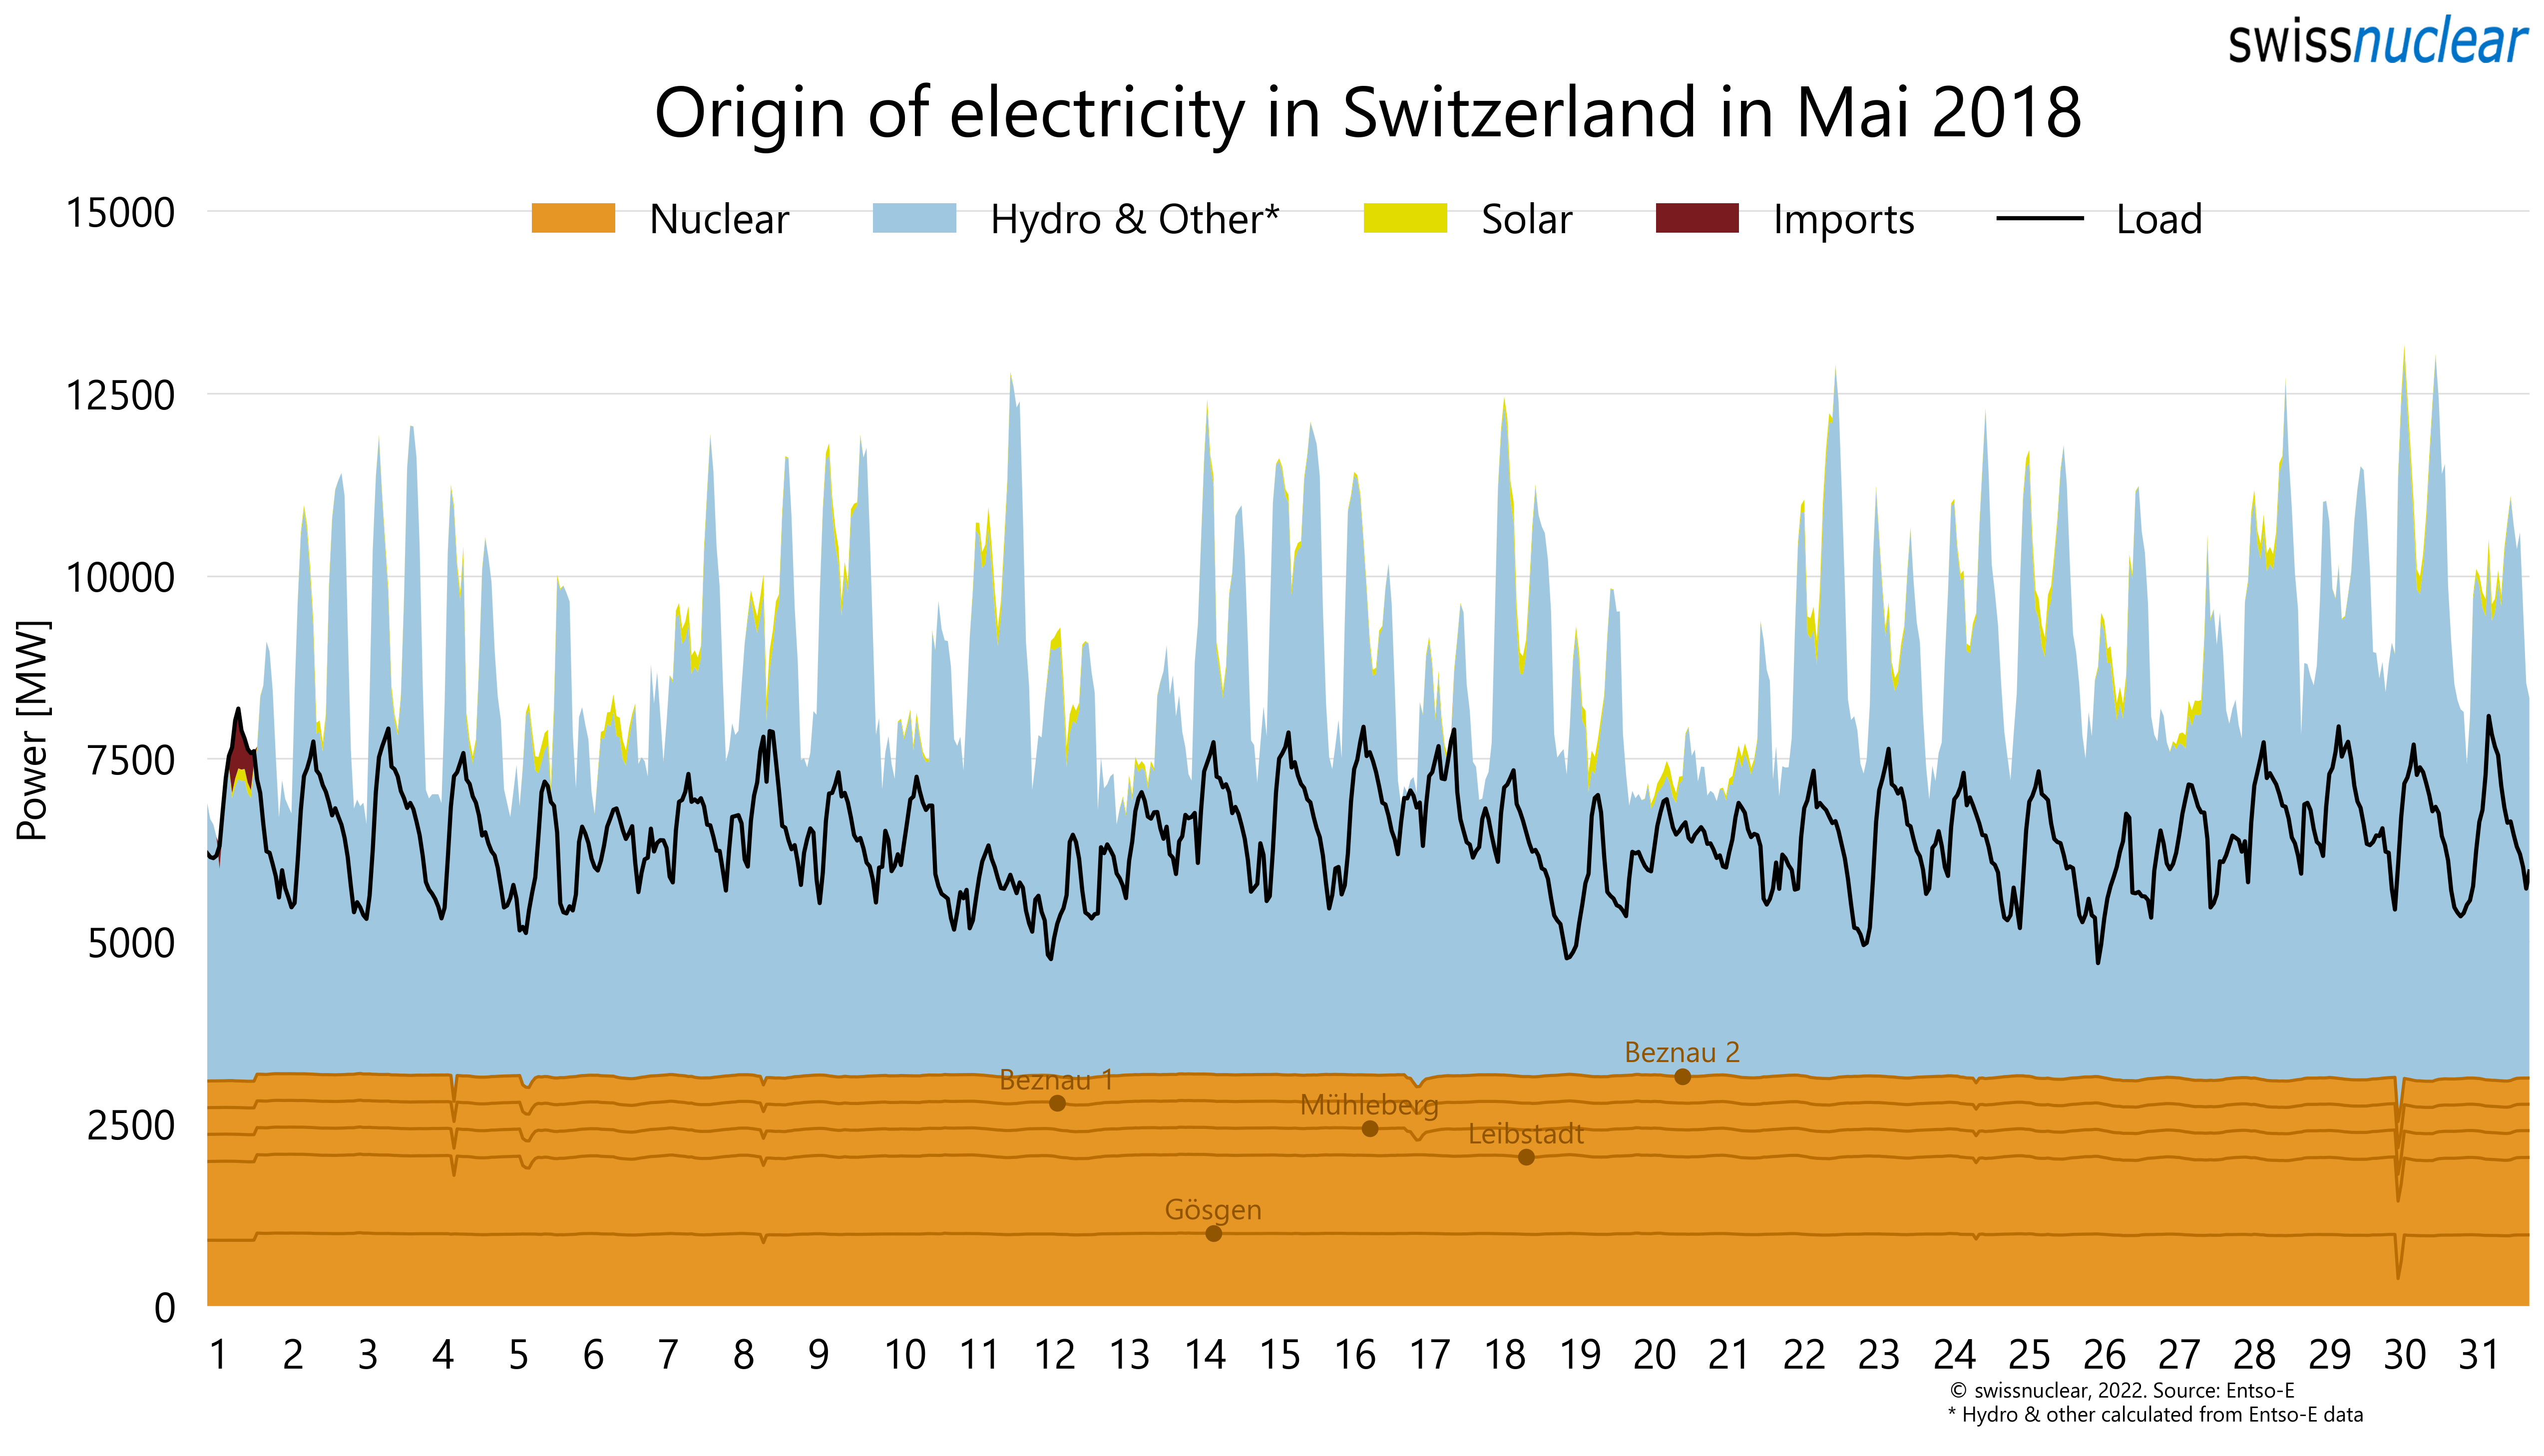 swissnuclear
Origin of electricity in Switzerland in Mai 2018
Nuclear Hydro & Other* Solar Imports Load
Power [MW]
15000
12500
10000
7500
5000
2500
0
Beznau 2
Beznau 1
Mühleberg
Leibstadt
Gösgen
1 2 3 4 5 6 7 8 9 10 11 12 13 14 15 16 17 18 19 20 21 22 23 24 25 26 27 28 29 30 31
© swissnuclear, 2022. Source: Entso-E
* Hydro & other calculated from Entso-E data